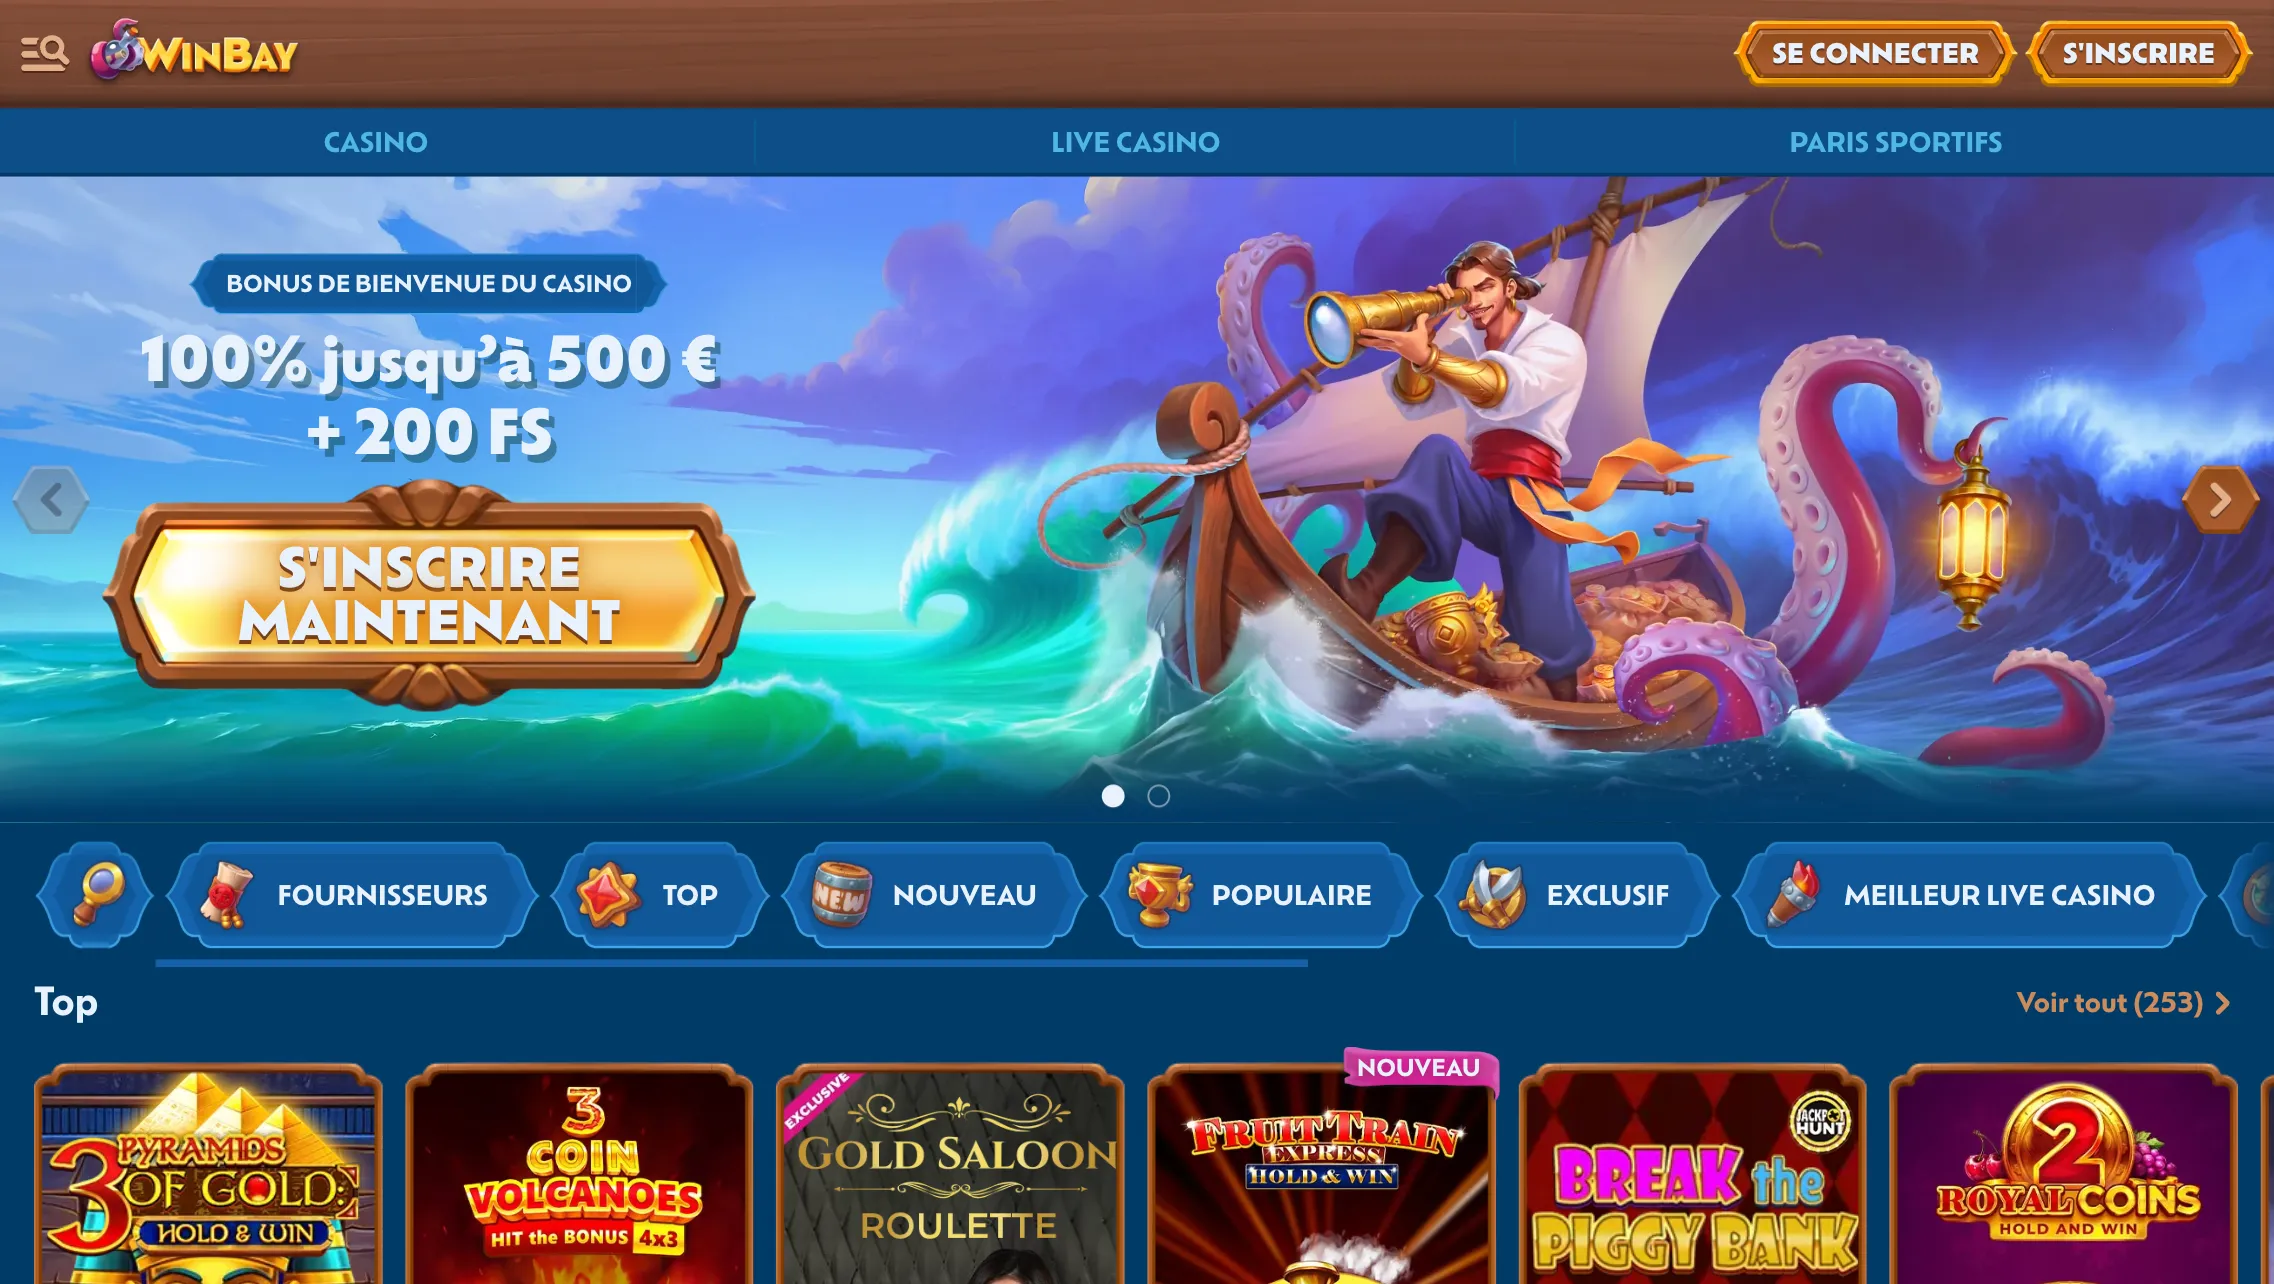 WINBAY
SE CONNECTER
S'INSCRIRE
CASINO
LIVE CASINO
PARIS SPORTIFS
BONUS DE BIENVENUE DU CASINO
100% jusqu'à 500 €
+ 200 FS
S'INSCRIRE
MAINTENANT
FOURNISSEURS
TOP
NEW
NOUVEAU
POPULAIRE
EXCLUSIF
MEILLEUR LIVE CASINO
Top
Voir tout (253)
3 PYRAMIDS
OF GOLD:
HOLD & WIN
3
COIN
VOLCANOES
HIT the BONUS 4x3
EXCLUSIVE
GOLD SALOON
ROULETTE
NOUVEAU
FRUIT TRAIN
EXPRESS
HOLD & WIN
JACKPOT
HUNT
BREAK the
PIGGY BANK
2
ROYAL COINS
HOLD AND WIN